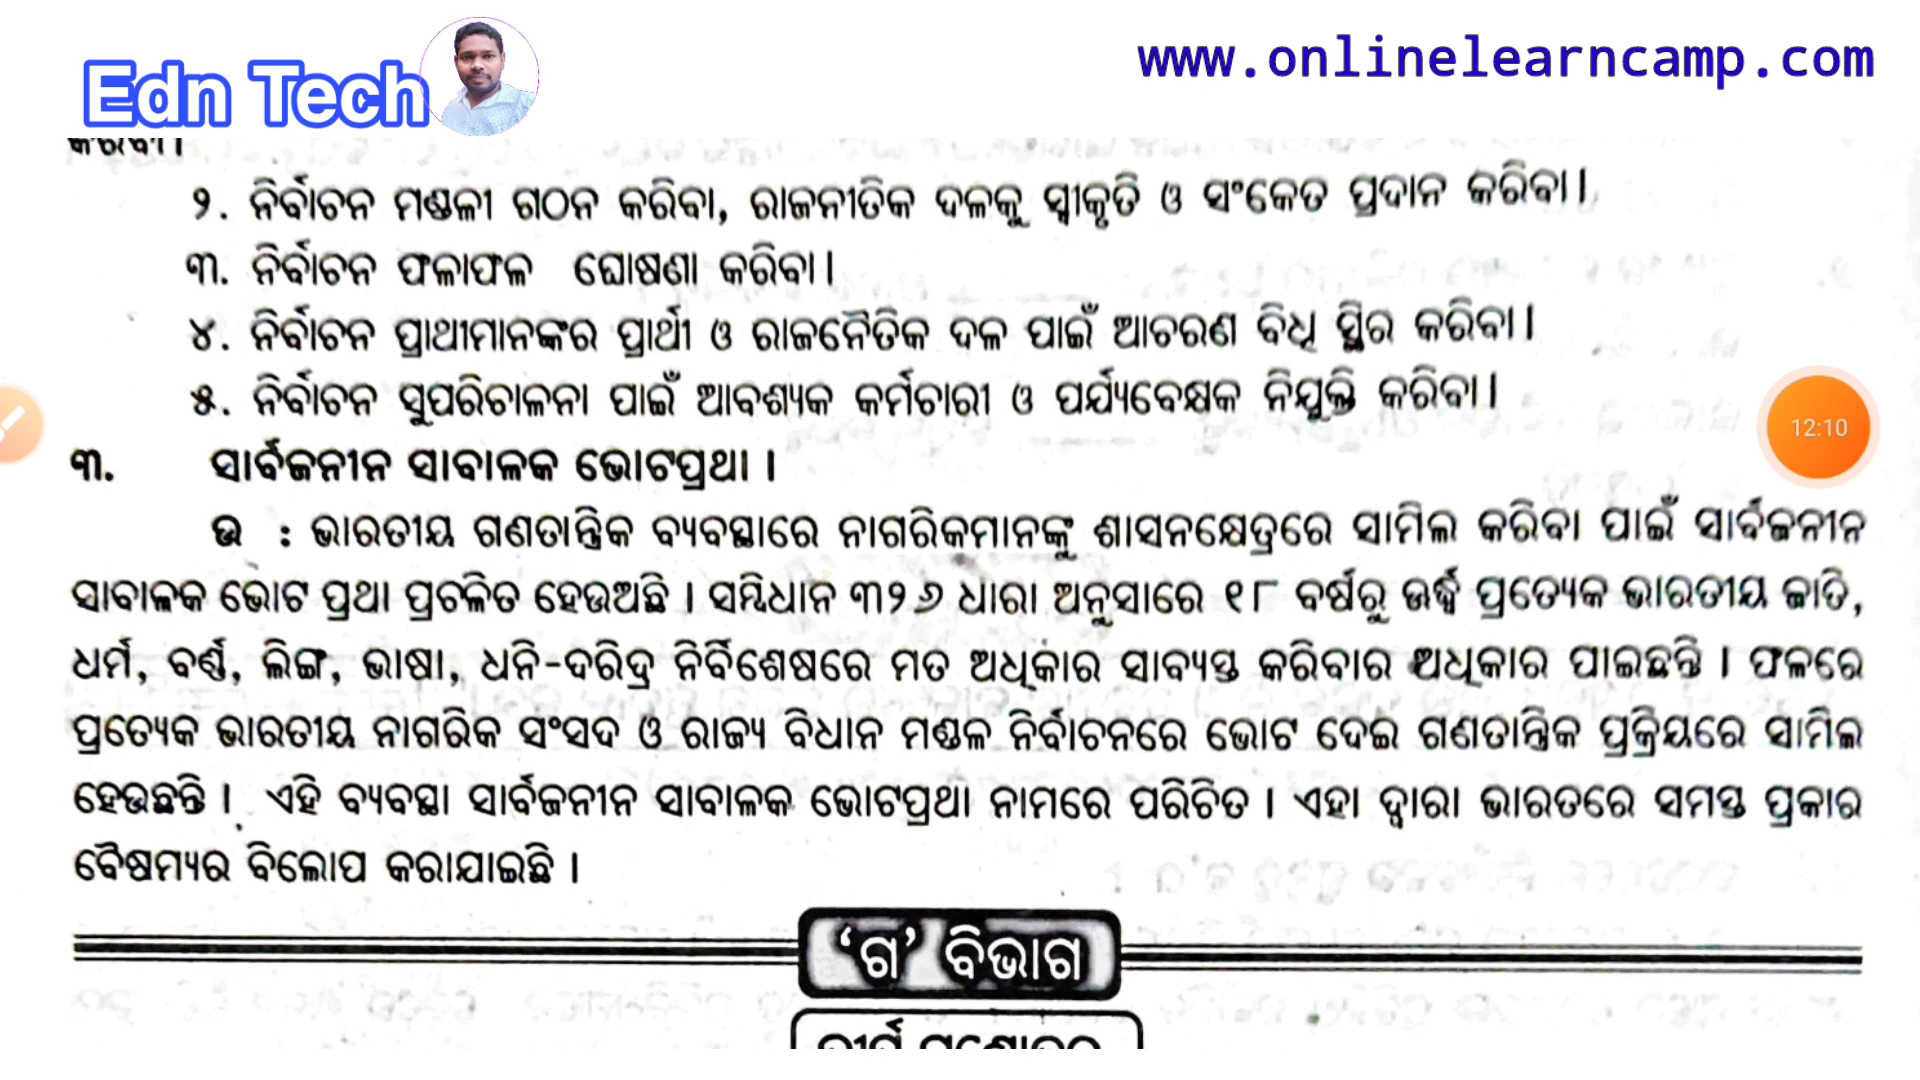 Edn Tech
www.onlinelearncamp.com
କରିବା।
୨. ନିର୍ବାଚନ ମଣ୍ଡଳୀ ଗଠନ କରିବା, ରାଜନୀତିକ ଦଳକୁ ସ୍ୱୀକୃତି ଓ ସଂକେତ ପ୍ରଦାନ କରିବା।
୩. ନିର୍ବାଚନ ଫଳାଫଳ ଘୋଷଣା କରିବା।
୪. ନିର୍ବାଚନ ପ୍ରାଥୀମାନଙ୍କର ପ୍ରାର୍ଥୀ ଓ ରାଜନୈତିକ ଦଳ ପାଇଁ ଆଚରଣ ବିଧି ସ୍ଥିର କରିବା।
୫. ନିର୍ବାଚନ ସୁପରିଚାଳନା ପାଇଁ ଆବଶ୍ୟକ କର୍ମଚାରୀ ଓ ପର୍ଯ୍ୟବେକ୍ଷକ ନିଯୁକ୍ତି କରିବା।
12:10
୩. ସାର୍ବଜନୀନ ସାବାଳକ ଭୋଟପ୍ରଥା ।
ଉ : ଭାରତୀୟ ଗଣତାନ୍ତ୍ରିକ ବ୍ୟବସ୍ଥାରେ ନାଗରିକମାନଙ୍କୁ ଶାସନକ୍ଷେତ୍ରରେ ସାମିଲ କରିବା ପାଇଁ ସାର୍ବଜନୀନ
ସାବାଳକ ଭୋଟ ପ୍ରଥା ପ୍ରଚଳିତ ହେଉଅଛି । ସମ୍ବିଧାନ ୩୨୬ ଧାରା ଅନୁସାରେ ୧୮ ବର୍ଷରୁ ଊର୍ଦ୍ଧ୍ୱ ପ୍ରତ୍ୟେକ ଭାରତୀୟ ଜାତି,
ଧର୍ମ, ବର୍ଣ୍ଣ, ଲିଙ୍ଗ, ଭାଷା, ଧନି-ଦରିଦ୍ର ନିର୍ବିଶେଷରେ ମତ ଅଧିକାର ସାବ୍ୟସ୍ତ କରିବାର ଅଧିକାର ପାଇଛନ୍ତି । ଫଳରେ
ପ୍ରତ୍ୟେକ ଭାରତୀୟ ନାଗରିକ ସଂସଦ ଓ ରାଜ୍ୟ ବିଧାନ ମଣ୍ଡଳ ନିର୍ବାଚନରେ ଭୋଟ ଦେଇ ଗଣତାନ୍ତ୍ରିକ ପ୍ରକ୍ରିୟରେ ସାମିଲ
ହେଉଛନ୍ତି । ଏହି ବ୍ୟବସ୍ଥା ସାର୍ବଜନୀନ ସାବାଳକ ଭୋଟପ୍ରଥା ନାମରେ ପରିଚିତ । ଏହା ଦ୍ୱାରା ଭାରତରେ ସମସ୍ତ ପ୍ରକାର
ବୈଷମ୍ୟର ବିଲୋପ କରାଯାଇଛି ।
‘ଗ’ ବିଭାଗ